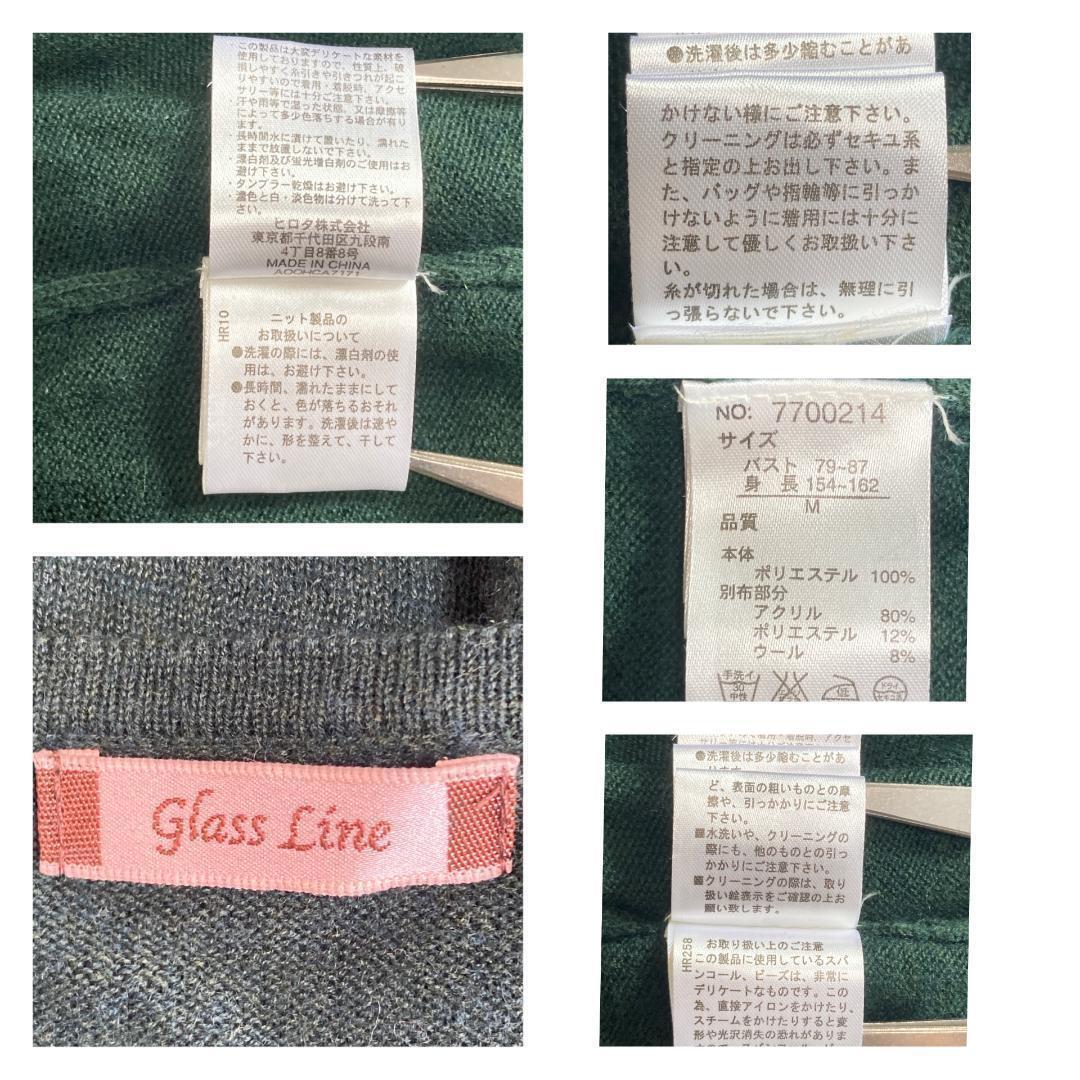 ・この製品は大変デリケートな素材を
使用しておりますので、性質上、破
損しやすく糸引きや引きつれが起こ
りやすいので着用・着脱時、アクセ
サリー等には十分ご注意下さい。
・汗や雨等で湿った状態、又は摩擦等
によって多少色落ちする場合が有り
ます。
・長時間水に漬けて置いたり、濡れた
ままで放置しないで下さい。
・漂白剤及び蛍光増白剤のご使用はお
避け下さい。
・タンブラー乾燥はお避け下さい。
・濃色と白・淡色物は分けて洗って下
さい。
ヒロタ株式会社
東京都千代田区九段南
4丁目8番8号
MADE IN CHINA
AOOHCA7171
HR10
ニット製品の
お取扱いについて
●洗濯の際には、漂白剤の使
用は、お避け下さい。
●長時間、濡れたままにして
おくと、色が落ちるおそれ
があります。洗濯後は速や
かに、形を整えて、干して
下さい。
●洗濯後は多少縮むことがあ
かけない様にご注意下さい。
クリーニングは必ずセキユ系
と指定の上お出し下さい。ま
た、バッグや指輪等に引っか
けないように着用には十分に
注意して優しくお取扱い下さ
い。
糸が切れた場合は、無理に引
っ張らないで下さい。
NO: 7700214
サイズ
バスト 79~87
身 長 154~162
M
品質
本体
ポリエステル 100%
別布部分
アクリル 80%
ポリエステル 12%
ウール 8%
手洗イ
30
中性
ドライ
セキユ系
Glass Line
●洗濯後は多少縮むことがあ
ど、表面の粗いものとの摩
擦や、引っかかりにご注意
下さい。
■水洗いや、クリーニングの
際にも、他のものとの引っ
かかりにご注意下さい。
■クリーニングの際は、取り
扱い絵表示をご確認の上お
願い致します。
HR258
お取り扱い上のご注意
この製品に使用しているスパ
ンコール、ビーズは、非常に
デリケートなものです。この
為、直接アイロンをかけたり、
スチームをかけたりすると変
形や光沢消失の恐れがありま